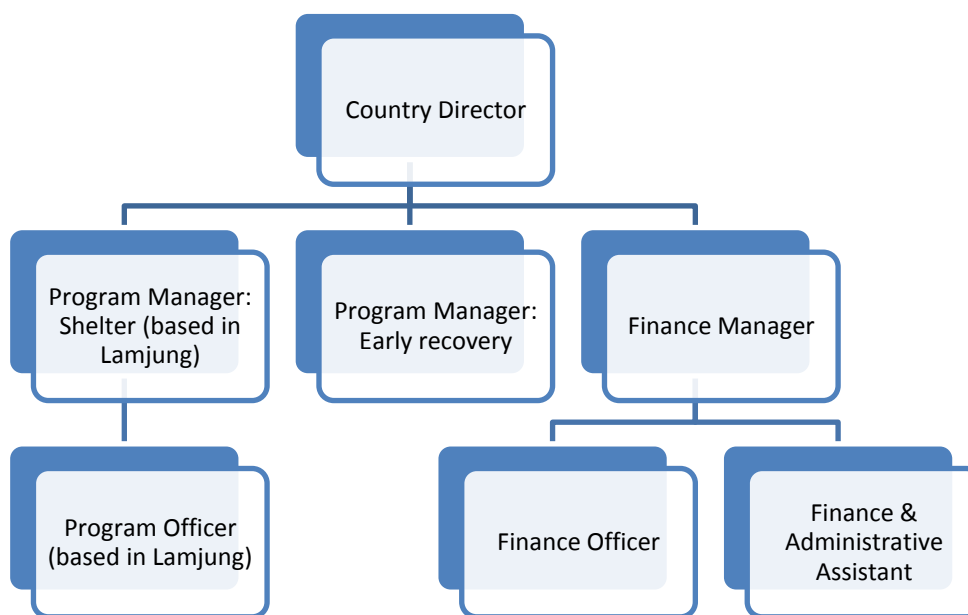 Country Director
Program Manager:
Shelter (based in
Lamjung)
Program Manager:
Early recovery
Finance Manager
Program Officer
(based in Lamjung)
Finance Officer
Finance &
Administrative
Assistant